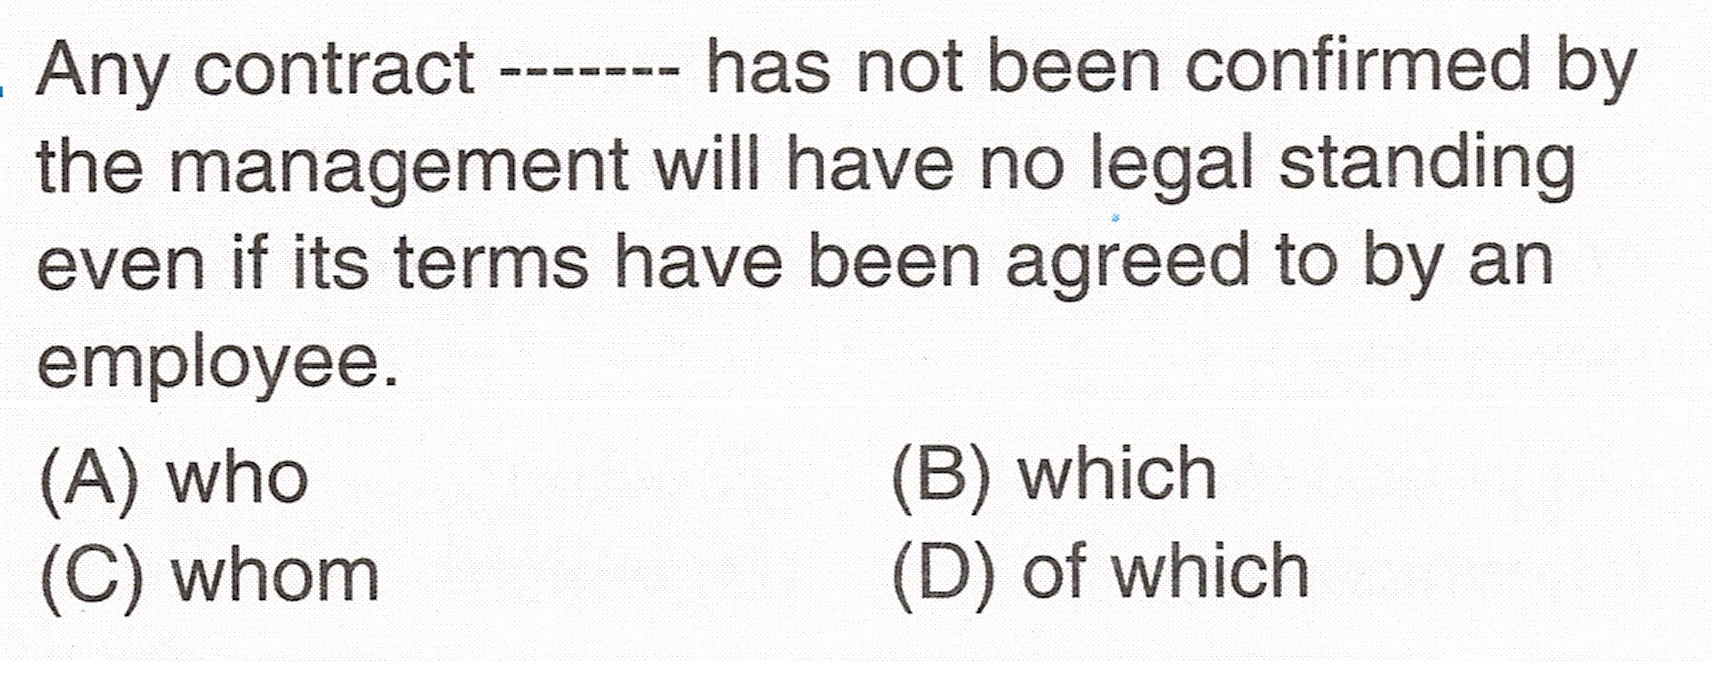 Any contract ------- has not been confirmed by
the management will have no legal standing
even if its terms have been agreed to by an
employee.
(A) who (B) which
(C) whom (D) of which